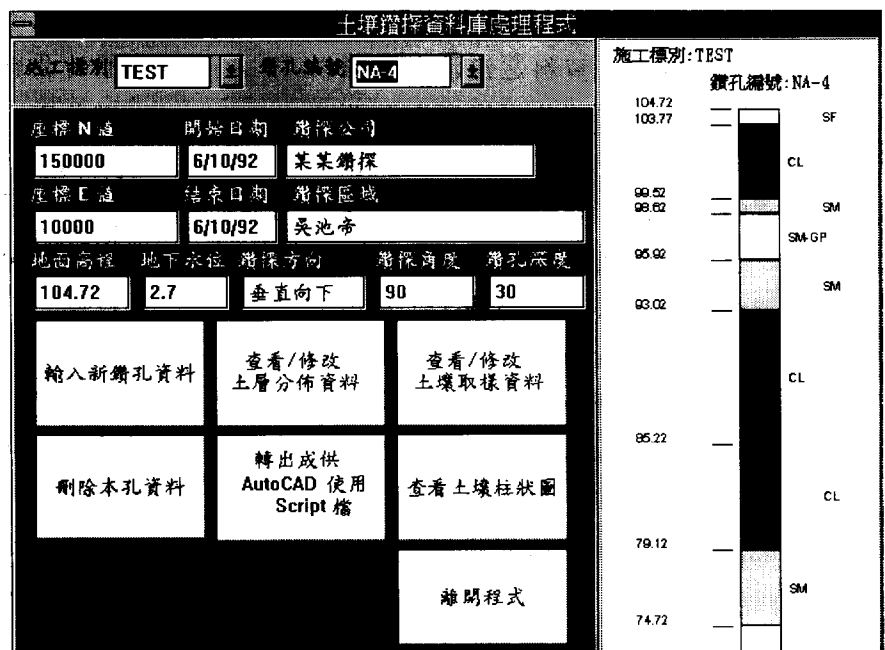 土壤鑽探資料庫處理程式
施工標別 TEST 鑽孔編號 NA-4
座標 N 值 開始日期 鑽探公司
150000 6/10/92 某某鑽探
座標 E 值 結束日期 鑽探區域
10000 6/10/92 吳池帝
地面高程 地下水位 鑽探方向 鑽探角度 鑽孔深度
104.72 2.7 垂直向下 90 30
輸入新鑽孔資料
查看/修改
土層分佈資料
查看/修改
土壤取樣資料
刪除本孔資料
轉出成供
AutoCAD 使用
Script 檔
查看土壤柱狀圖
離開程式
施工標別:TEST
鑽孔編號:NA-4
104.72
103.77
SF
CL
99.52
98.62
SM
SM-GP
95.92
SM
93.02
CL
85.22
CL
79.12
SM
74.72